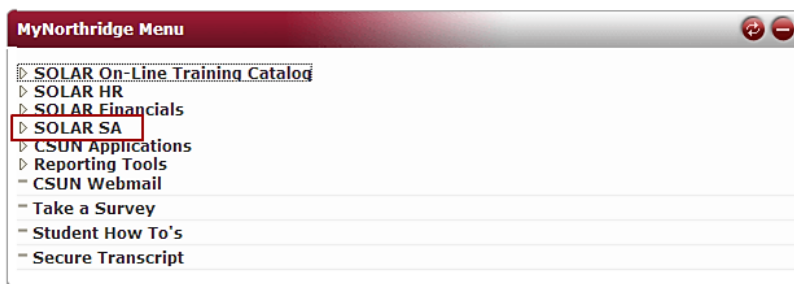 MyNorthridge Menu
SOLAR On-Line Training Catalog
SOLAR HR
SOLAR Financials
SOLAR SA
CSUN Applications
Reporting Tools
CSUN Webmail
Take a Survey
Student How To's
Secure Transcript